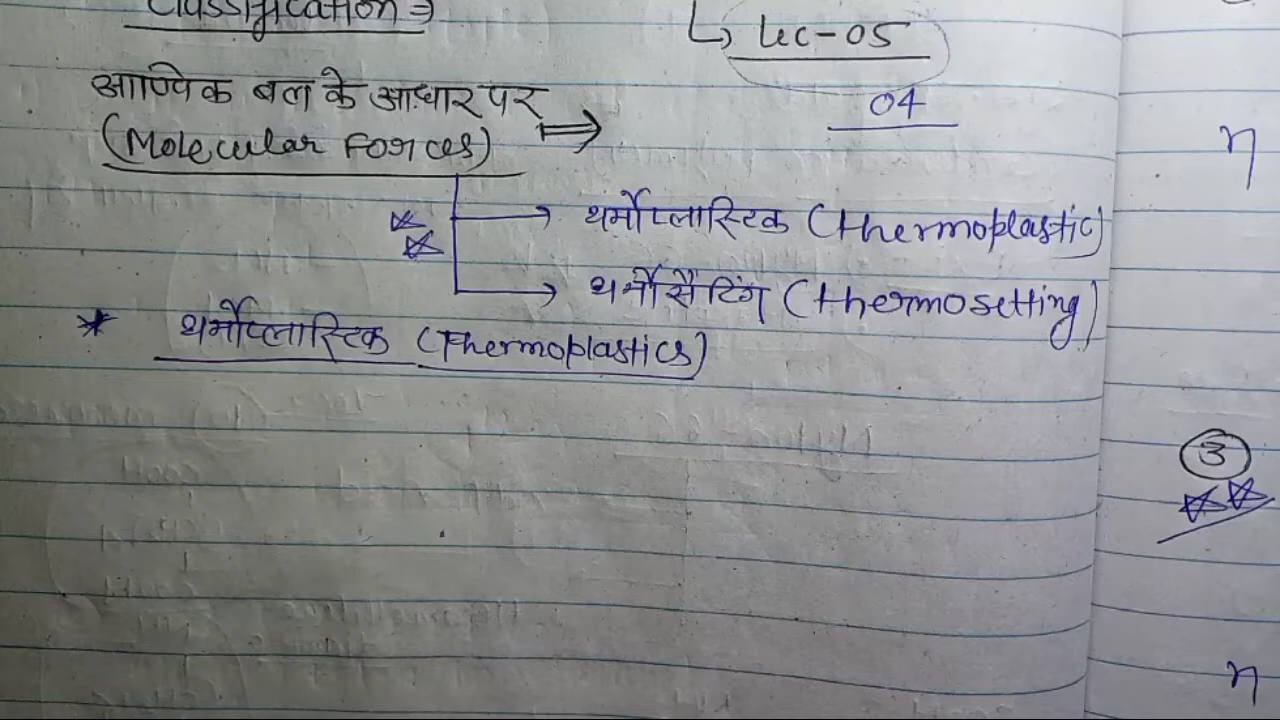 Classification ⇒
↳ Lec-05
04
आण्विक बल के आधार पर
(Molecular Forces) ⇒
→ थर्मोप्लास्टिक (thermoplastic)
→ थर्मोसैटिंग (thermosetting)
* थर्मोप्लास्टिक (Thermoplastics)
η
3
η